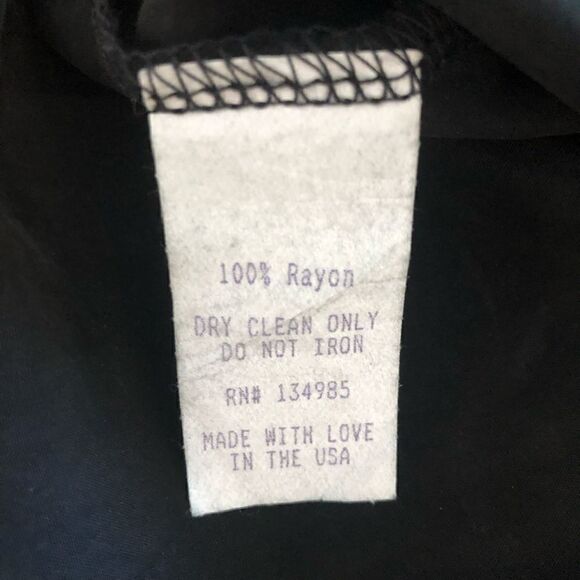 100% Rayon
DRY CLEAN ONLY
DO NOT IRON
RN# 134985
MADE WITH LOVE
IN THE USA